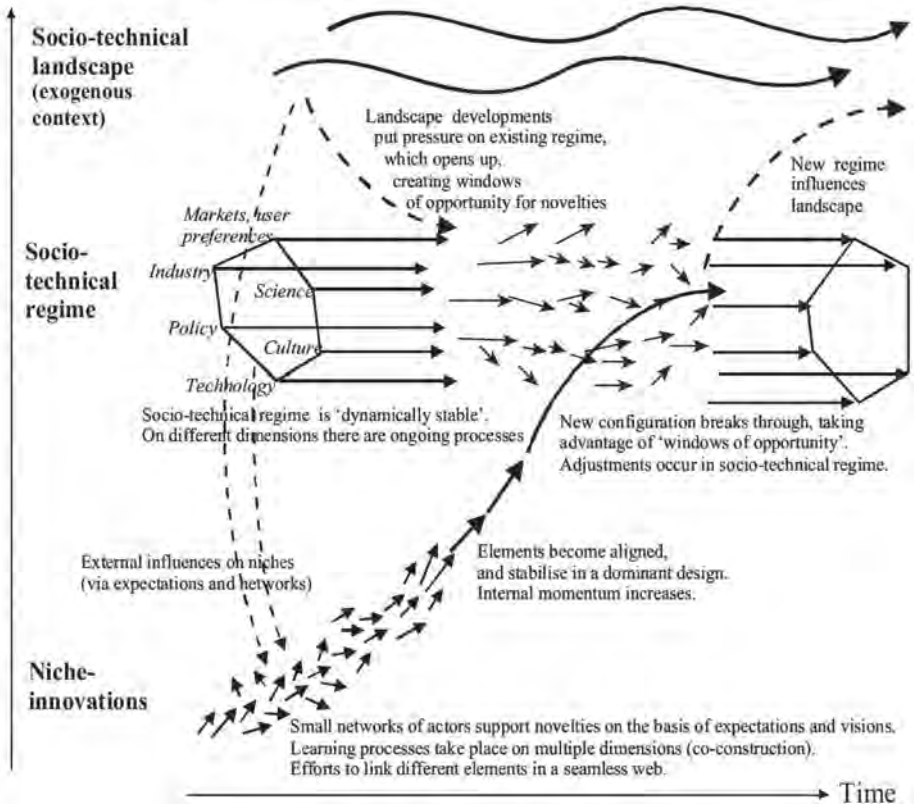 Socio-technical
landscape
(exogenous
context)
Landscape developments
put pressure on existing regime,
which opens up,
creating windows
of opportunity for novelties
New regime
influences
landscape
Socio-
technical
regime
Markets, user
preferences
Industry
Science
Policy
Culture
Technology
Socio-technical regime is ‘dynamically stable’.
On different dimensions there are ongoing processes
New configuration breaks through, taking
advantage of ‘windows of opportunity’.
Adjustments occur in socio-technical regime.
External influences on niches
(via expectations and networks)
Elements become aligned,
and stabilise in a dominant design.
Internal momentum increases.
Niche-
innovations
Small networks of actors support novelties on the basis of expectations and visions.
Learning processes take place on multiple dimensions (co-construction).
Efforts to link different elements in a seamless web.
Time